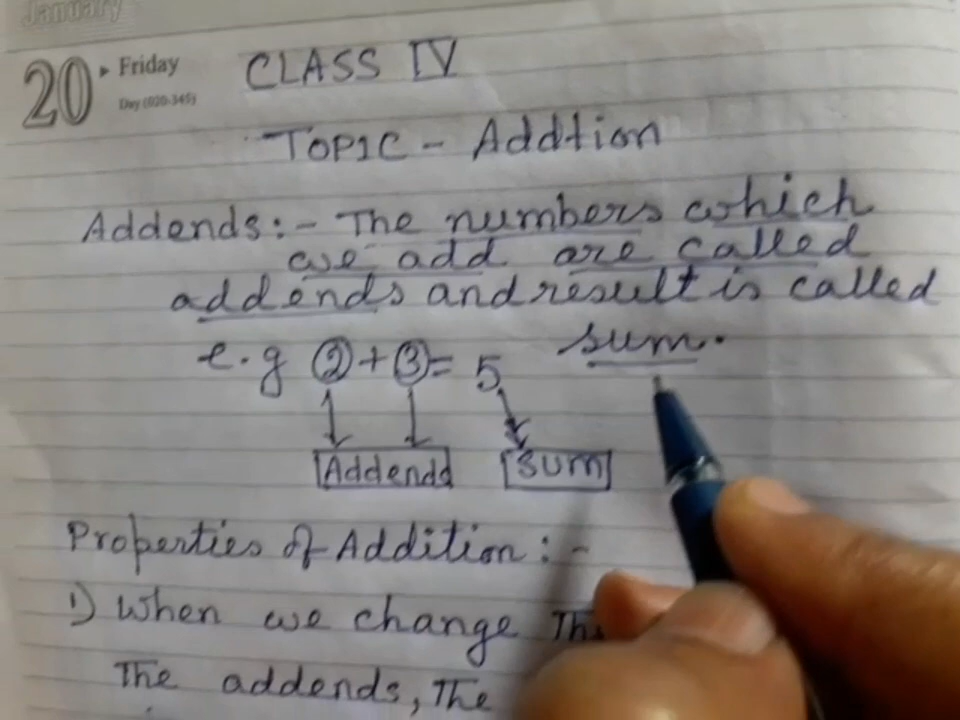 January
20 Friday
Day (020-345)
CLASS IV
TOPIC - Addtion
Addends:- The numbers which
we add are called
addends and result is called
sum.
e.g 2 + 3 = 5
Addend
Sum
Properties of Addition :-
1) When we change
The addends, The